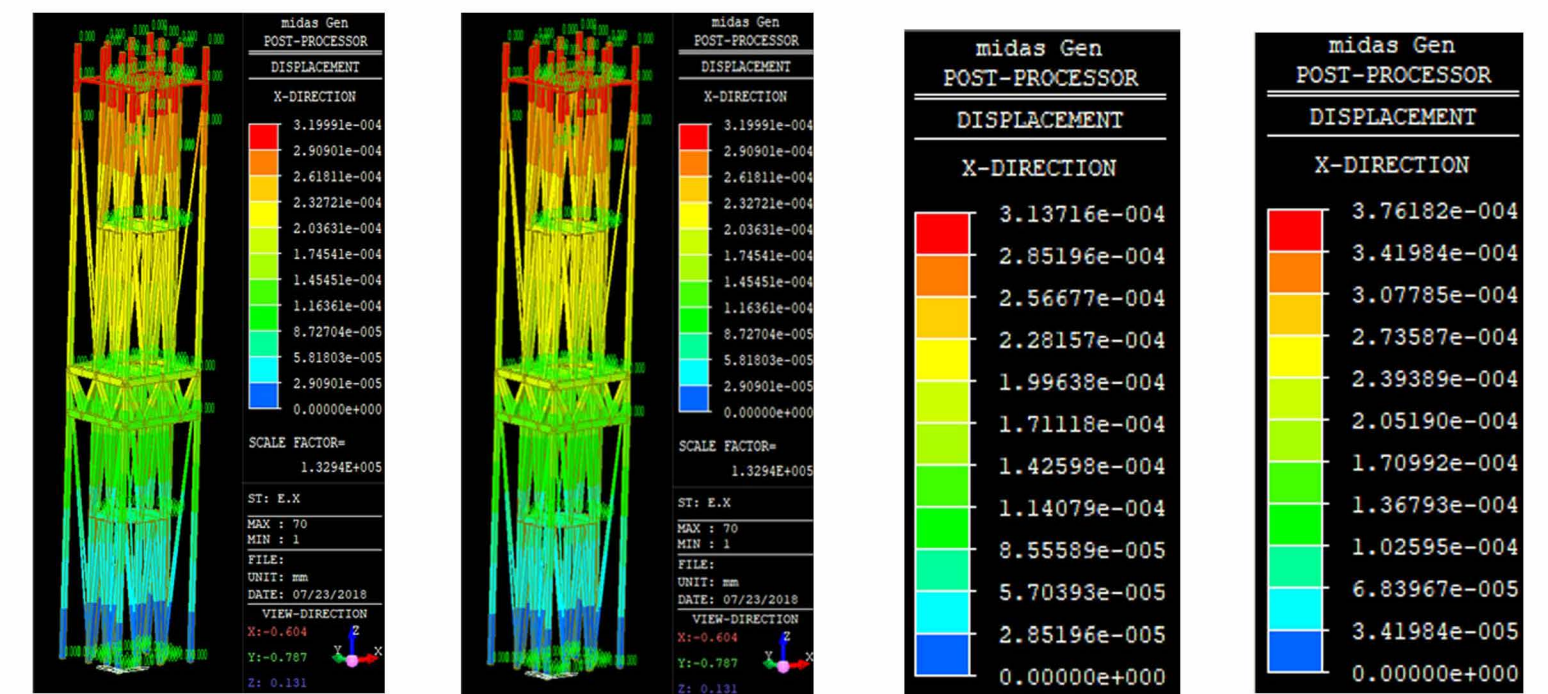 midas Gen
POST-PROCESSOR
DISPLACEMENT
X-DIRECTION
3.19991e-004
2.90901e-004
2.61811e-004
2.32721e-004
2.03631e-004
1.74541e-004
1.45451e-004
1.16361e-004
8.72704e-005
5.81803e-005
2.90901e-005
0.00000e+000
SCALE FACTOR=
1.3294E+005
ST: E.X
MAX : 70
MIN : 1
FILE:
UNIT: mm
DATE: 07/23/2018
VIEW-DIRECTION
X:-0.604
Y:-0.787
Z: 0.131
Z
Y
X
midas Gen
POST-PROCESSOR
DISPLACEMENT
X-DIRECTION
3.19991e-004
2.90901e-004
2.61811e-004
2.32721e-004
2.03631e-004
1.74541e-004
1.45451e-004
1.16361e-004
8.72704e-005
5.81803e-005
2.90901e-005
0.00000e+000
SCALE FACTOR=
1.3294E+005
ST: E.X
MAX : 70
MIN : 1
FILE:
UNIT: mm
DATE: 07/23/2018
VIEW-DIRECTION
X:-0.604
Y:-0.787
Z: 0.131
Z
Y
X
midas Gen
POST-PROCESSOR
DISPLACEMENT
X-DIRECTION
3.13716e-004
2.85196e-004
2.56677e-004
2.28157e-004
1.99638e-004
1.71118e-004
1.42598e-004
1.14079e-004
8.55589e-005
5.70393e-005
2.85196e-005
0.00000e+000
midas Gen
POST-PROCESSOR
DISPLACEMENT
X-DIRECTION
3.76182e-004
3.41984e-004
3.07785e-004
2.73587e-004
2.39389e-004
2.05190e-004
1.70992e-004
1.36793e-004
1.02595e-004
6.83967e-005
3.41984e-005
0.00000e+000